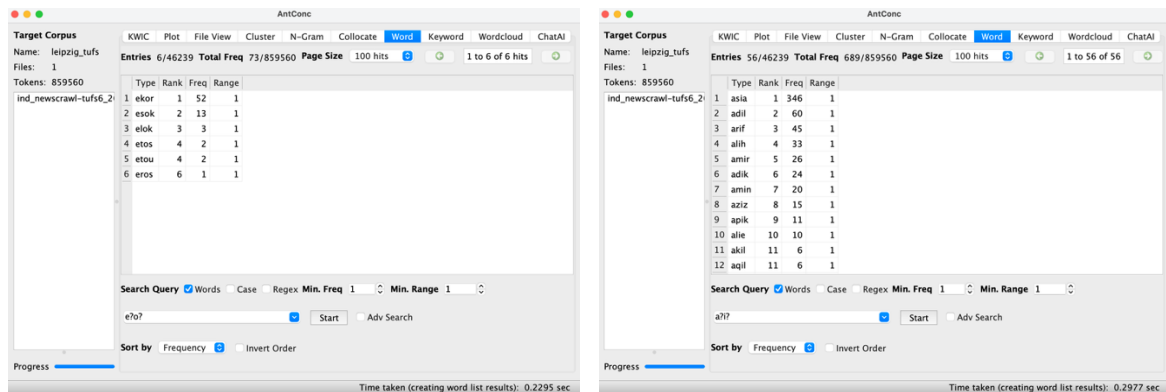 AntConc
Target Corpus
Name: leipzig_tufs
Files: 1
Tokens: 859560
ind_newscrawl-tufs6_2
Progress
KWIC Plot File View Cluster N-Gram Collocate Word Keyword Wordcloud ChatAI
Entries 6/46239 Total Freq 73/859560 Page Size 100 hits 1 to 6 of 6 hits
Type Rank Freq Range
1 ekor 1 52 1
2 esok 2 13 1
3 elok 3 3 1
4 etos 4 2 1
5 etou 4 2 1
6 eros 6 1 1
Search Query Words Case Regex Min. Freq 1 Min. Range 1
e?o? Start Adv Search
Sort by Frequency Invert Order
Time taken (creating word list results): 0.2295 sec
AntConc
Target Corpus
Name: leipzig_tufs
Files: 1
Tokens: 859560
ind_newscrawl-tufs6_2
Progress
KWIC Plot File View Cluster N-Gram Collocate Word Keyword Wordcloud ChatAI
Entries 56/46239 Total Freq 689/859560 Page Size 100 hits 1 to 56 of 56 hits
Type Rank Freq Range
1 asia 1 346 1
2 adil 2 60 1
3 arif 3 45 1
4 alih 4 33 1
5 amir 5 26 1
6 adik 6 24 1
7 amin 7 20 1
8 aziz 8 15 1
9 apik 9 11 1
10 alie 10 10 1
11 akil 11 6 1
12 aqil 11 6 1
Search Query Words Case Regex Min. Freq 1 Min. Range 1
a?i? Start Adv Search
Sort by Frequency Invert Order
Time taken (creating word list results): 0.2977 sec